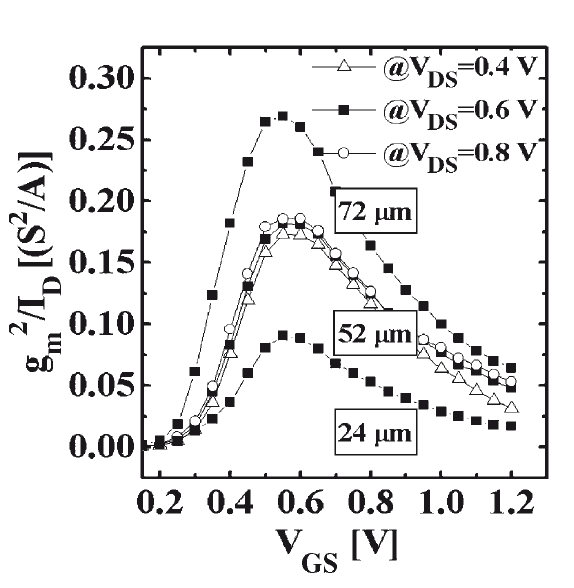 @V_DS=0.4 V
@V_DS=0.6 V
@V_DS=0.8 V
g_m^2/I_D [(S^2/A)]
0.30
0.25
0.20
0.15
0.10
0.05
0.00
72 μm
52 μm
24 μm
0.2 0.4 0.6 0.8 1.0 1.2
V_GS [V]